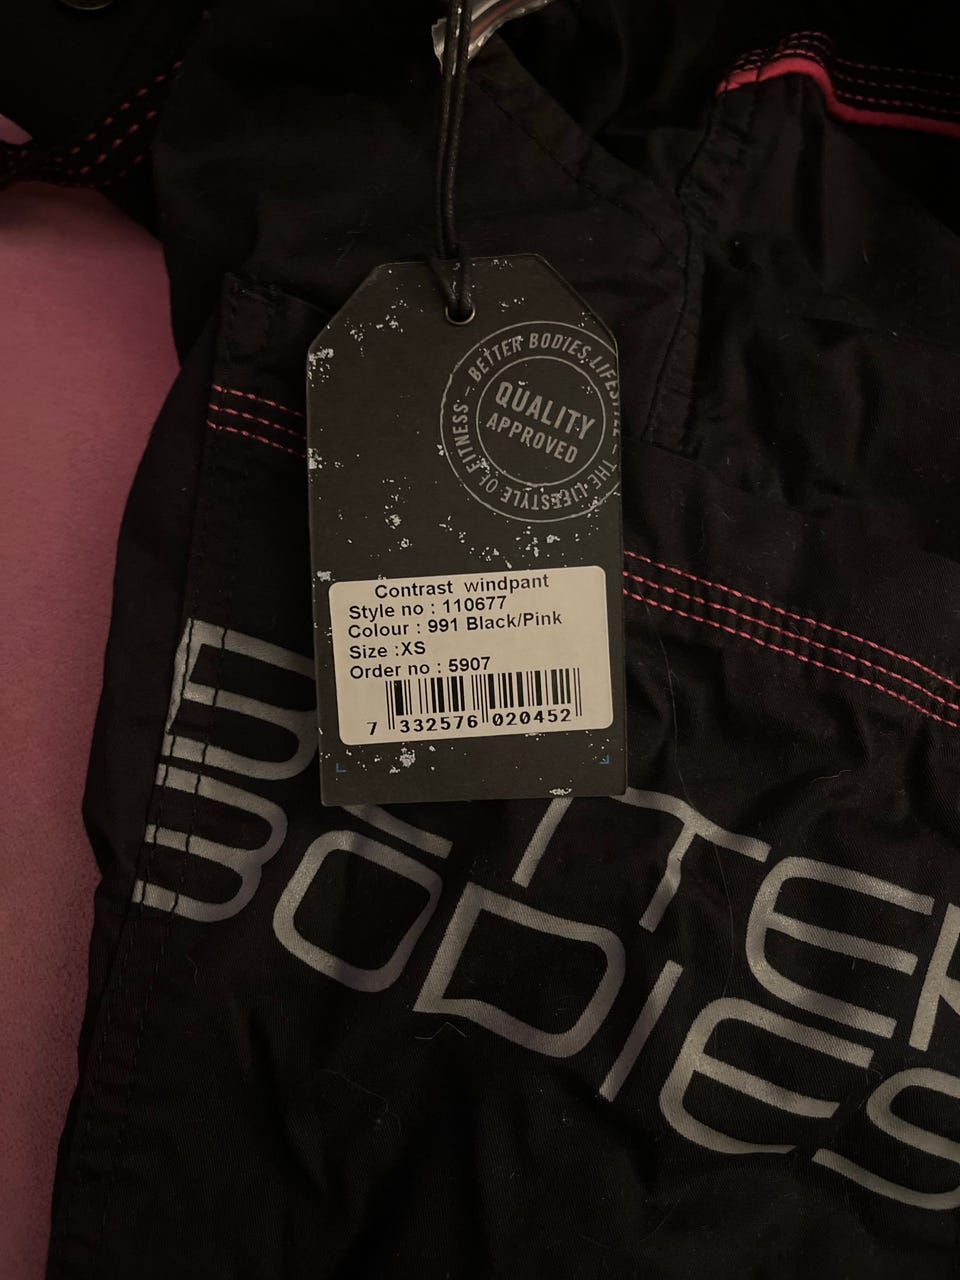 BETTER BODIES LIFESTYLE – THE LIFESTYLE OF FITNESS –
QUALITY
APPROVED
Contrast windpant
Style no : 110677
Colour : 991 Black/Pink
Size :XS
Order no : 5907
7 332576 020452
BETTER
BODIES